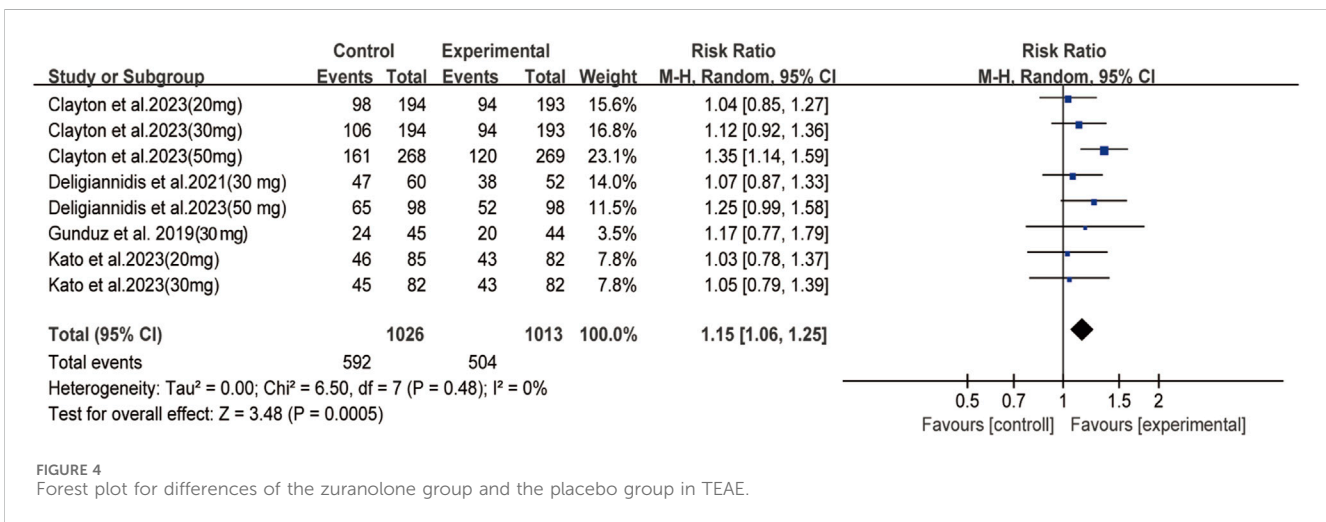 Control Experimental Risk Ratio Risk Ratio
Study or Subgroup Events Total Events Total Weight M-H. Random. 95% CI M-H. Random. 95% CI
Clayton et al.2023(20mg) 98 194 94 193 15.6% 1.04 [0.85, 1.27]
Clayton et al.2023(30mg) 106 194 94 193 16.8% 1.12 [0.92, 1.36]
Clayton et al.2023(50mg) 161 268 120 269 23.1% 1.35 [1.14, 1.59]
Deligiannidis et al.2021(30 mg) 47 60 38 52 14.0% 1.07 [0.87, 1.33]
Deligiannidis et al.2023(50 mg) 65 98 52 98 11.5% 1.25 [0.99, 1.58]
Gunduz et al. 2019(30mg) 24 45 20 44 3.5% 1.17 [0.77, 1.79]
Kato et al.2023(20mg) 46 85 43 82 7.8% 1.03 [0.78, 1.37]
Kato et al.2023(30mg) 45 82 43 82 7.8% 1.05 [0.79, 1.39]
Total (95% CI) 1026 1013 100.0% 1.15 [1.06, 1.25]
Total events 592 504
Heterogeneity: Tau² = 0.00; Chi² = 6.50, df = 7 (P = 0.48); I² = 0%
Test for overall effect: Z = 3.48 (P = 0.0005)
0.5 0.7 1 1.5 2
Favours [controll] Favours [experimental]
FIGURE 4
Forest plot for differences of the zuranolone group and the placebo group in TEAE.